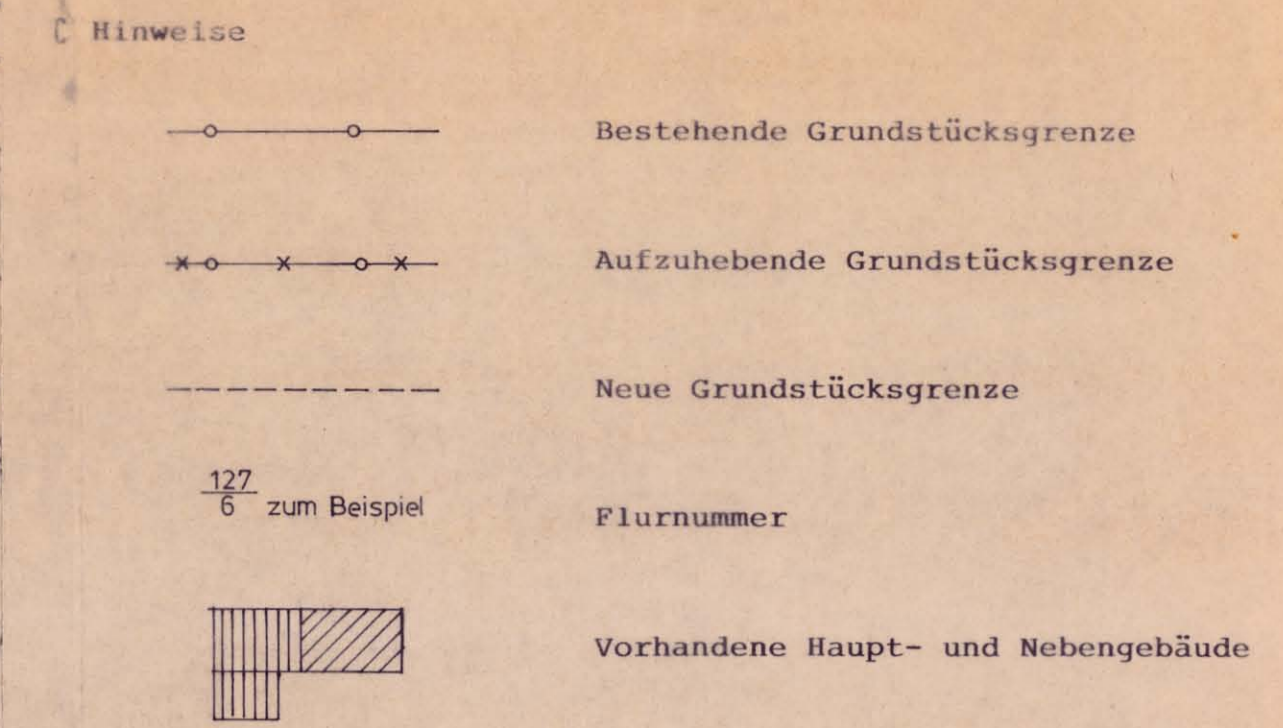 C Hinweise
Bestehende Grundstücksgrenze
Aufzuhebende Grundstücksgrenze
Neue Grundstücksgrenze
127
6 zum Beispiel
Flurnummer
Vorhandene Haupt- und Nebengebäude